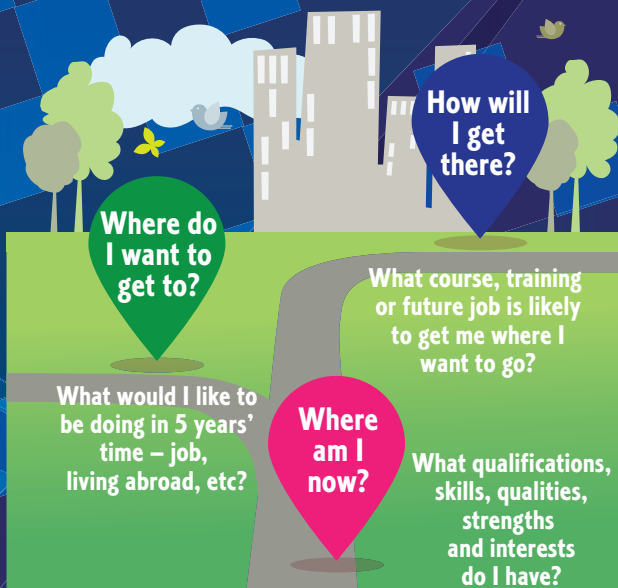 How will
I get
there?
Where do
I want to
get to?
What course, training
or future job is likely
to get me where I
want to go?
What would I like to
be doing in 5 years’
time – job,
living abroad, etc?
Where
am I
now?
What qualifications,
skills, qualities,
strengths
and interests
do I have?